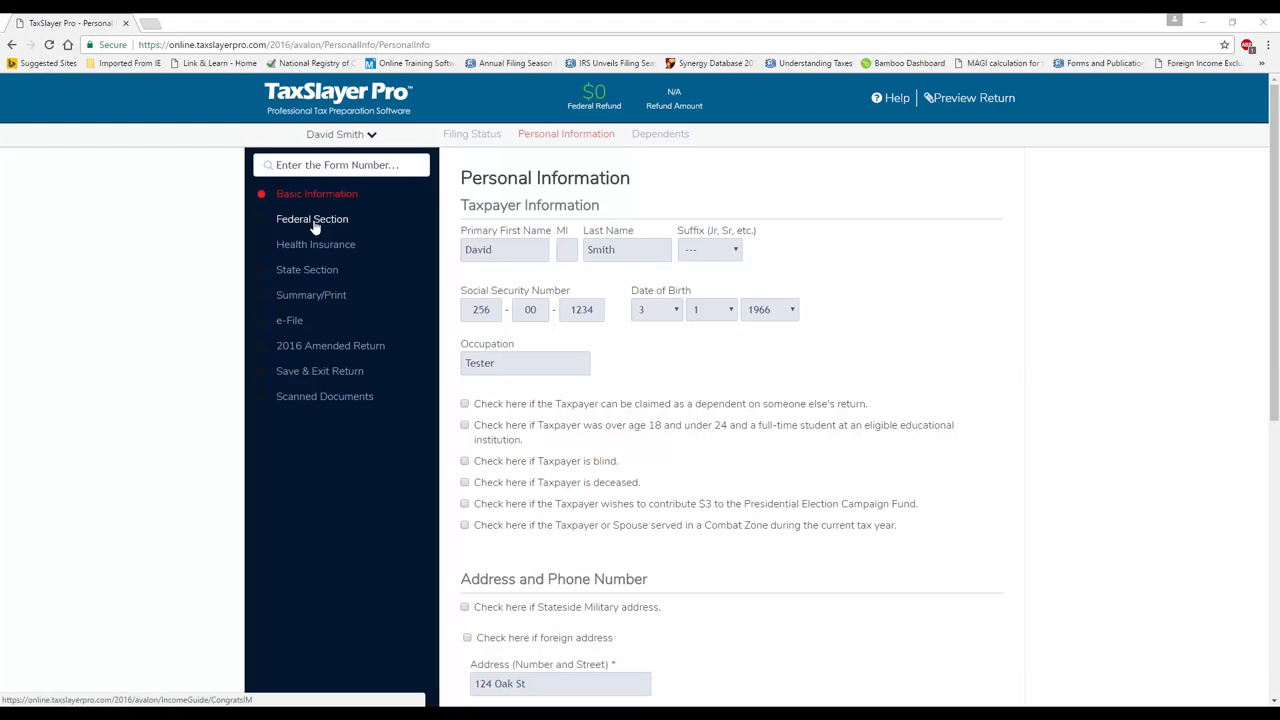 TaxSlayer Pro - Personal
Secure https://online.taxslayerpro.com/2016/avalon/PersonalInfo/PersonalInfo
Suggested Sites Imported From IE Link & Learn - Home National Registry of C Online Training Softw Annual Filing Season IRS Unveils Filing Seas Synergy Database 201 Understanding Taxes Bamboo Dashboard MAGI calculation for Forms and Publication Foreign Income Exclu »
TaxSlayer Pro™
Professional Tax Preparation Software
$0
Federal Refund
N/A
Refund Amount
Help Preview Return
David Smith Filing Status Personal Information Dependents
Enter the Form Number...
Basic Information
Federal Section
Health Insurance
State Section
Summary/Print
e-File
2016 Amended Return
Save & Exit Return
Scanned Documents
Personal Information
Taxpayer Information
Primary First Name MI Last Name Suffix (Jr, Sr, etc.)
David Smith ---
Social Security Number Date of Birth
256 - 00 - 1234 3 1 1966
Occupation
Tester
Check here if the Taxpayer can be claimed as a dependent on someone else's return.
Check here if Taxpayer was over age 18 and under 24 and a full-time student at an eligible educational
institution.
Check here if Taxpayer is blind.
Check here if Taxpayer is deceased.
Check here if the Taxpayer wishes to contribute $3 to the Presidential Election Campaign Fund.
Check here if the Taxpayer or Spouse served in a Combat Zone during the current tax year.
Address and Phone Number
Check here if Stateside Military address.
Check here if foreign address
Address (Number and Street) *
124 Oak St
https://online.taxslayerpro.com/2016/avalon/IncomeGuide/CongratsIM